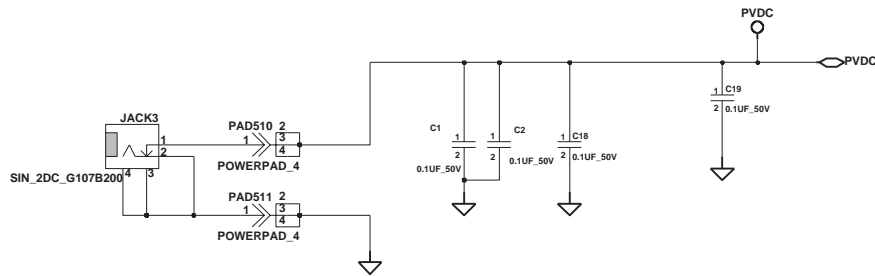 PVDC
PVDC
JACK3
1
2
4
3
SIN_2DC_G107B200
PAD510
1
2
3
4
POWERPAD_4
PAD511
1
2
3
4
POWERPAD_4
C1
1
2
0.1UF_50V
C2
1
2
0.1UF_50V
C18
1
2
0.1UF_50V
C19
1
2
0.1UF_50V